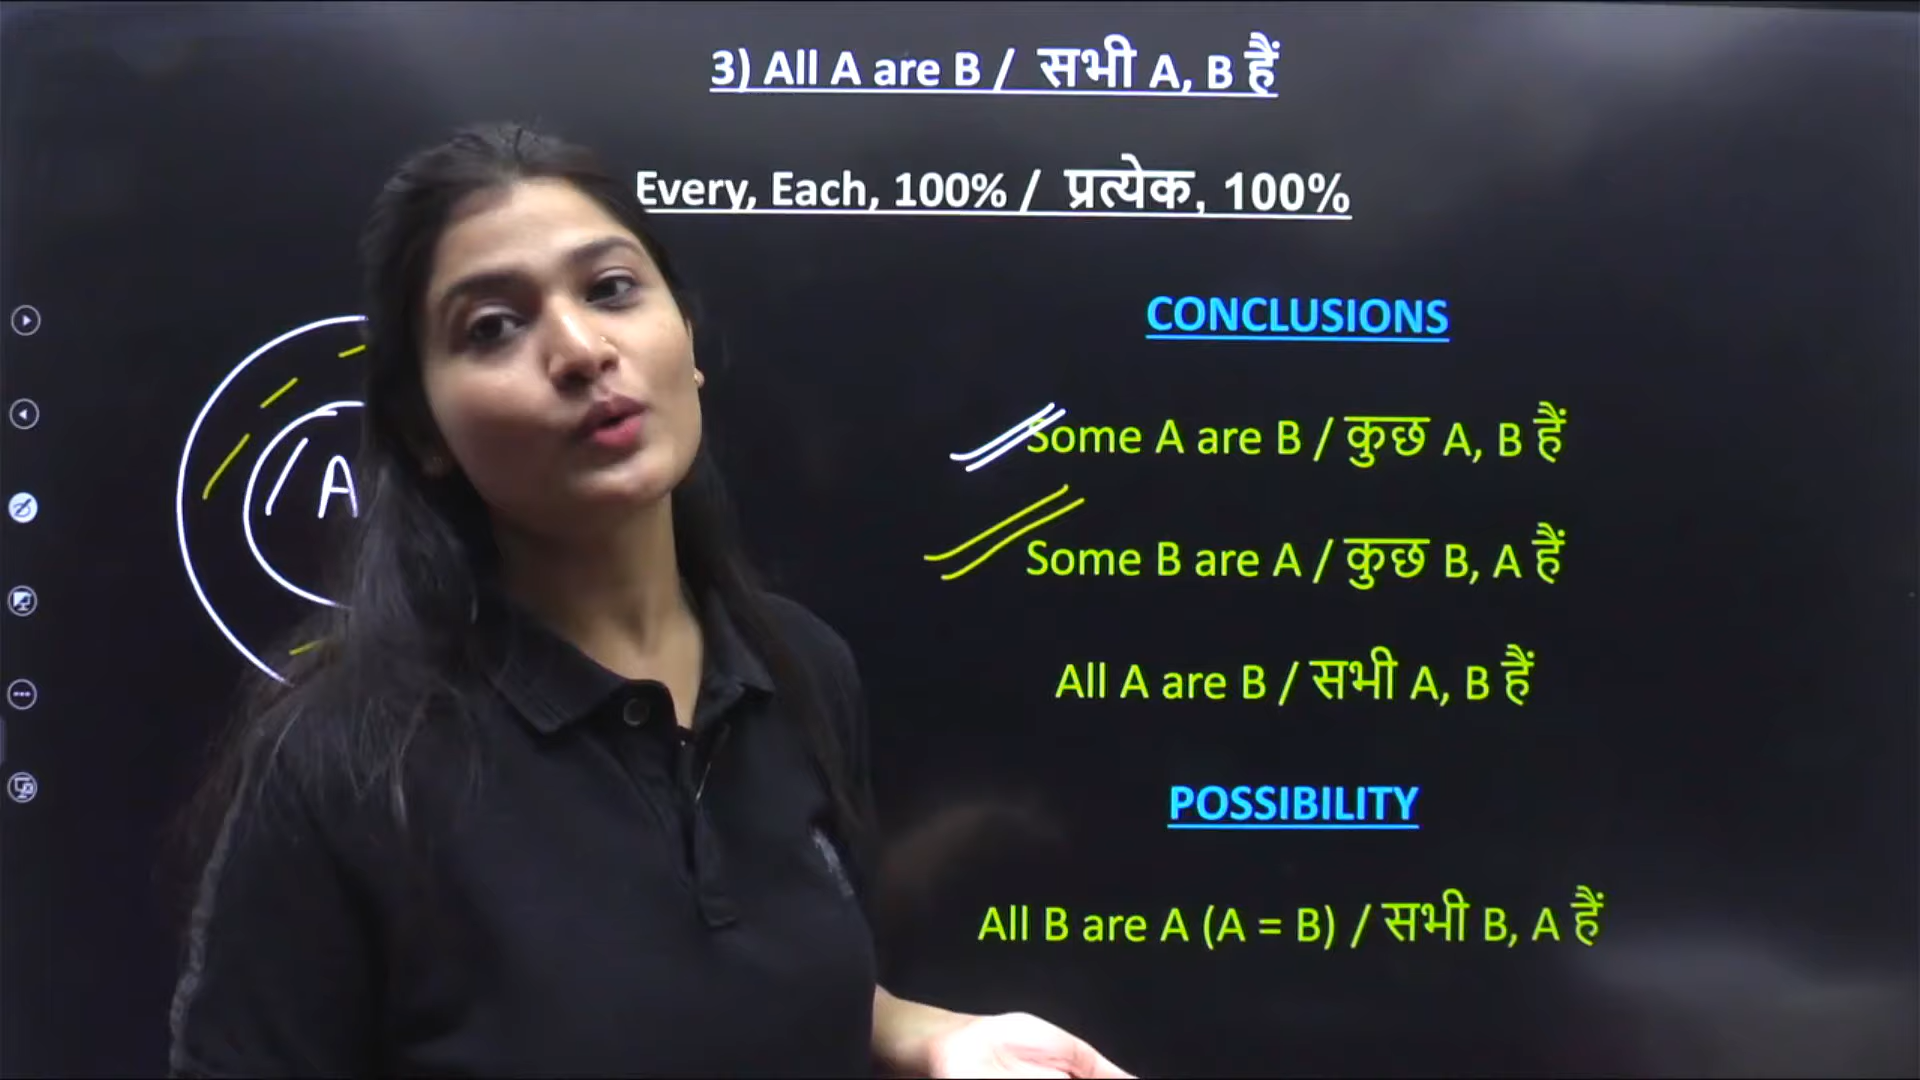 3) All A are B / सभी A, B हैं
Every, Each, 100% / प्रत्येक, 100%
CONCLUSIONS
Some A are B / कुछ A, B हैं
A
Some B are A / कुछ B, A हैं
All A are B / सभी A, B हैं
POSSIBILITY
All B are A (A = B) / सभी B, A हैं